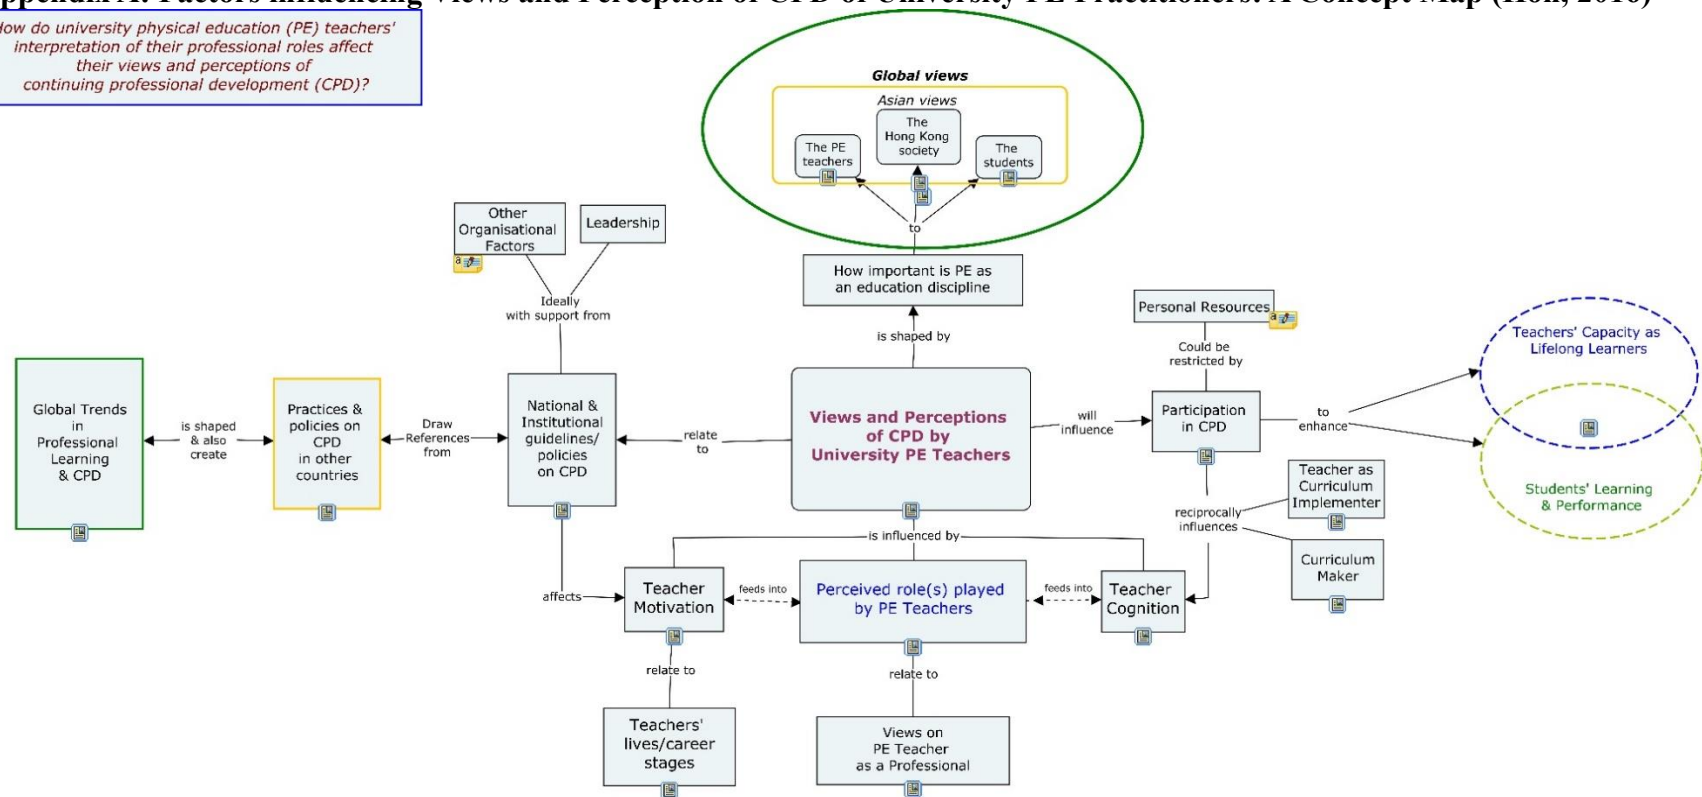 ppendix A: Factors influencing Views and Perception of CPD of University PE Practitioners: A Concept Map (Hon, 2016)
How do university physical education (PE) teachers'
interpretation of their professional roles affect
their views and perceptions of
continuing professional development (CPD)?
Global views
Asian views
The
Hong Kong
society
The PE
teachers
The
students
to
How important is PE as
an education discipline
is shaped by
Other
Organisational
Factors
Leadership
Ideally
with support from
Global Trends
in
Professional
Learning
& CPD
is shaped
& also
create
Practices &
policies on
CPD
in other
countries
Draw
References
from
National &
Institutional
guidelines/
policies
on CPD
relate
to
Views and Perceptions
of CPD by
University PE Teachers
will
influence
Personal Resources
Could be
restricted by
Participation
in CPD
to
enhance
Teachers' Capacity as
Lifelong Learners
Students' Learning
& Performance
reciprocally
influences
Teacher as
Curriculum
Implementer
Curriculum
Maker
is influenced by
affects
Teacher
Motivation
feeds into
Perceived role(s) played
by PE Teachers
feeds into
Teacher
Cognition
relate to
Teachers'
lives/career
stages
relate to
Views on
PE Teacher
as a Professional